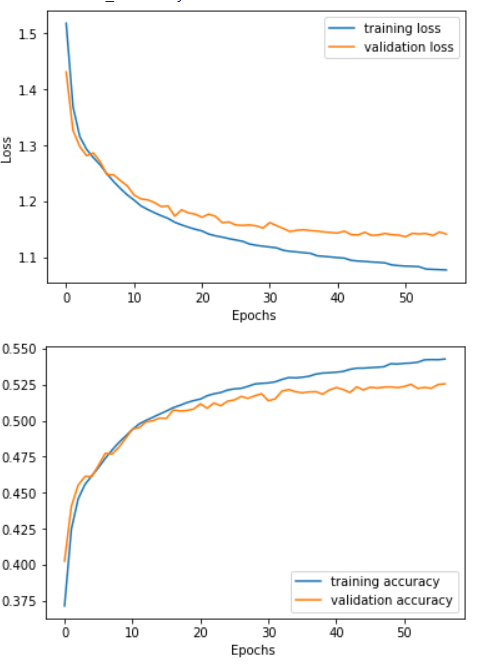 training loss
validation loss
1.5
1.4
1.3
1.2
1.1
Loss
0 10 20 30 40 50
Epochs
0.550
0.525
0.500
0.475
0.450
0.425
0.400
0.375
training accuracy
validation accuracy
0 10 20 30 40 50
Epochs